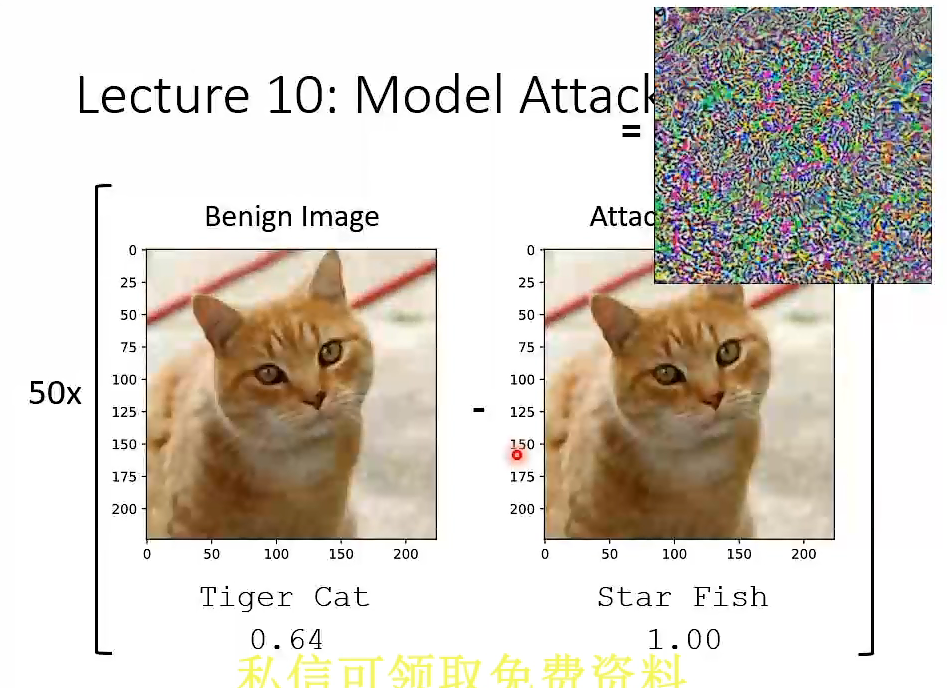 Lecture 10: Model Attack
=
Benign Image
Attac
0
25
50
75
100
125
150
175
200
0 50 100 150 200
0
25
50
75
100
125
150
175
200
0 50 100 150 200
50x
-
Tiger Cat
0.64
Star Fish
1.00
私信可领取免费资料